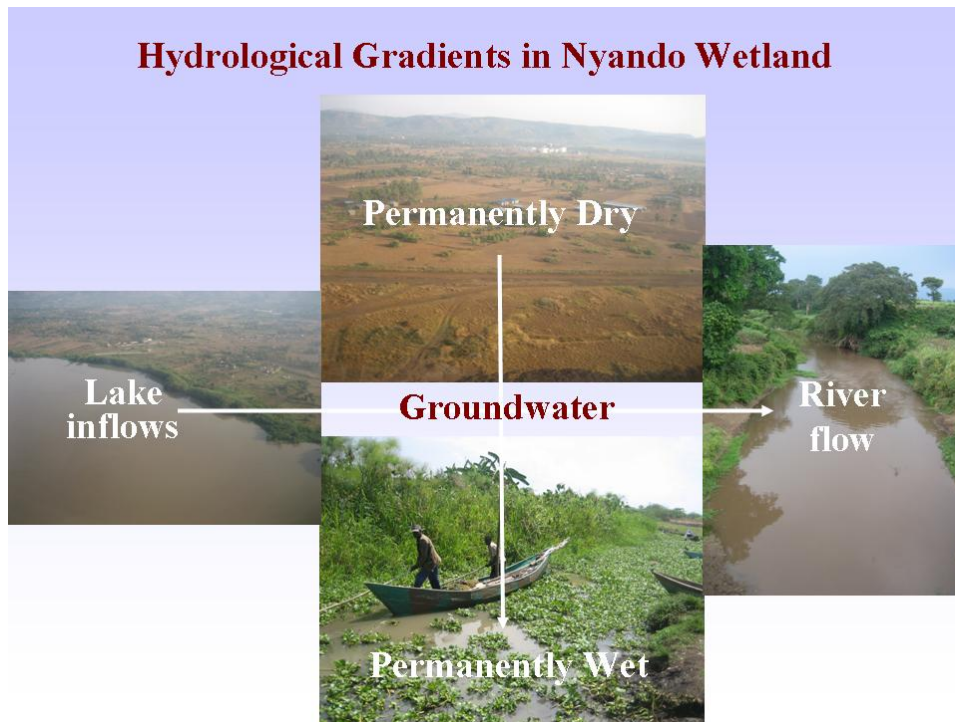 Hydrological Gradients in Nyando Wetland
Permanently Dry
Lake
inflows
Groundwater
River
flow
Permanently Wet